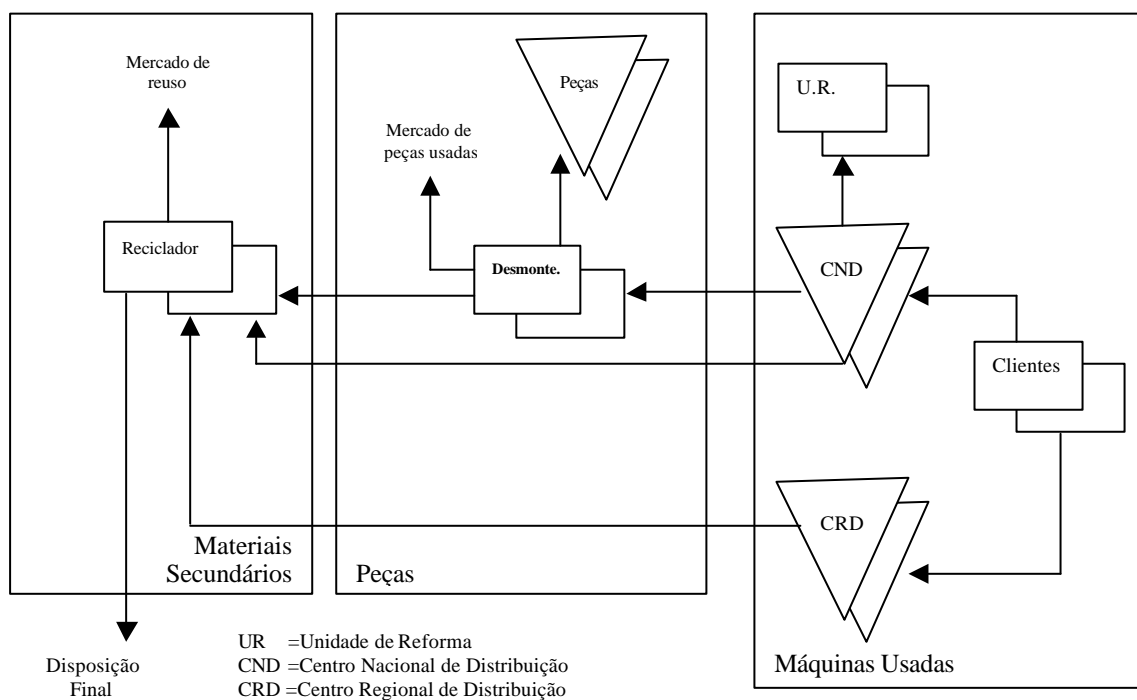 Mercado de
reuso
Reciclador
Materiais
Secundários
Disposição
Final
Peças
Mercado de
peças usadas
Desmonte.
Peças
U.R.
CND
Clientes
CRD
Máquinas Usadas
UR =Unidade de Reforma
CND =Centro Nacional de Distribuição
CRD =Centro Regional de Distribuição